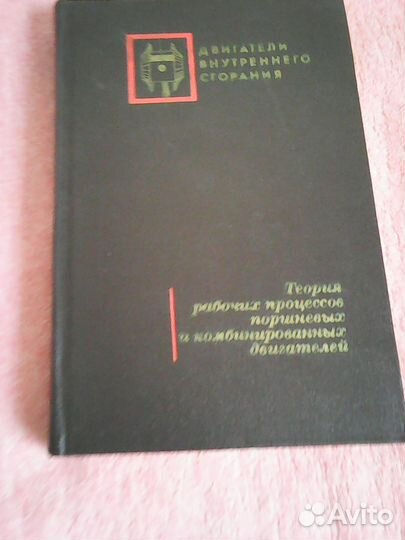 ДВИГАТЕЛИ
ВНУТРЕННЕГО
СГОРАНИЯ
Теория
рабочих процессов
поршневых
и комбинированных
двигателей
Avito